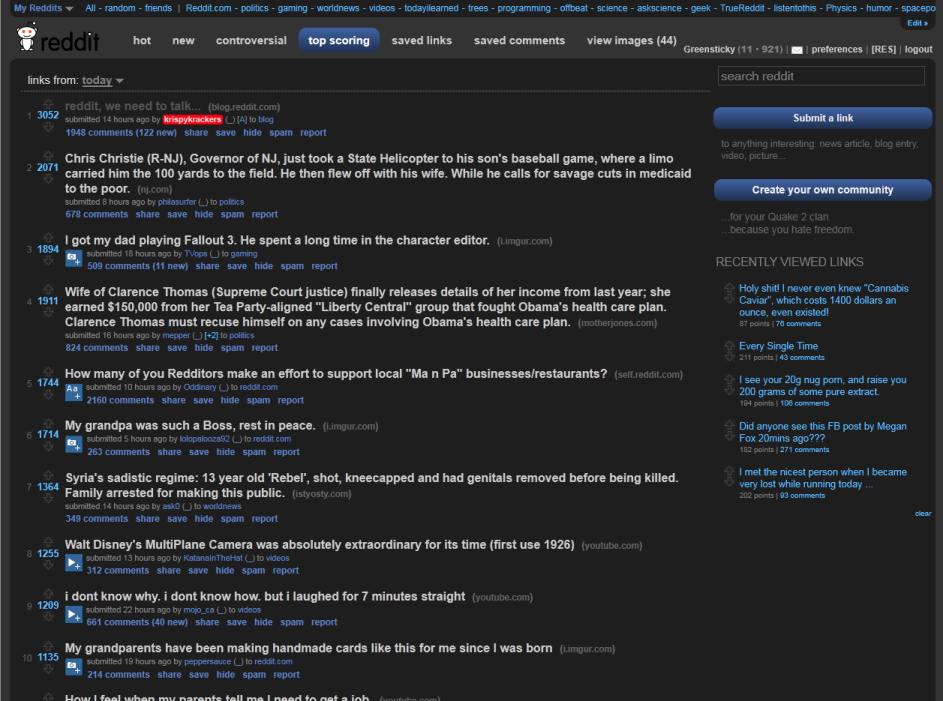 My Reddits All - random - friends | Reddit.com - politics - gaming - worldnews - videos - todayilearned - trees - programming - offbeat - science - askscience - geek - TrueReddit - listentothis - Physics - humor - spacepo
Edit »
reddit hot new controversial top scoring saved links saved comments view images (44)
Greensticky (11 · 921) | | preferences | [RES] | logout
links from: today
search reddit
1 3052 reddit, we need to talk... (blog.reddit.com)
submitted 14 hours ago by krispykrackers (_) [A] to blog
1948 comments (122 new) share save hide spam report
2 2071 Chris Christie (R-NJ), Governor of NJ, just took a State Helicopter to his son's baseball game, where a limo
carried him the 100 yards to the field. He then flew off with his wife. While he calls for savage cuts in medicaid
to the poor. (nj.com)
submitted 8 hours ago by philasurfer (_) to politics
678 comments share save hide spam report
3 1894 I got my dad playing Fallout 3. He spent a long time in the character editor. (i.imgur.com)
submitted 18 hours ago by TVops (_) to gaming
509 comments (11 new) share save hide spam report
4 1911 Wife of Clarence Thomas (Supreme Court justice) finally releases details of her income from last year; she
earned $150,000 from her Tea Party-aligned "Liberty Central" group that fought Obama's health care plan.
Clarence Thomas must recuse himself on any cases involving Obama's health care plan. (motherjones.com)
submitted 16 hours ago by mepper (_) [+2] to politics
824 comments share save hide spam report
5 1744 How many of you Redditors make an effort to support local "Ma n Pa" businesses/restaurants? (self.reddit.com)
Aa submitted 10 hours ago by Oddinary (_) to reddit.com
2160 comments share save hide spam report
6 1714 My grandpa was such a Boss, rest in peace. (i.imgur.com)
submitted 5 hours ago by lolopalooza92 (_) to reddit.com
263 comments share save hide spam report
7 1364 Syria's sadistic regime: 13 year old 'Rebel', shot, kneecapped and had genitals removed before being killed.
Family arrested for making this public. (istyosty.com)
submitted 14 hours ago by ask0 (_) to worldnews
349 comments share save hide spam report
8 1255 Walt Disney's MultiPlane Camera was absolutely extraordinary for its time (first use 1926) (youtube.com)
submitted 13 hours ago by KatanaInTheHat (_) to videos
312 comments share save hide spam report
9 1209 i dont know why. i dont know how. but i laughed for 7 minutes straight (youtube.com)
submitted 22 hours ago by mojo_ca (_) to videos
661 comments (40 new) share save hide spam report
10 1135 My grandparents have been making handmade cards like this for me since I was born (i.imgur.com)
submitted 19 hours ago by peppersauce (_) to reddit.com
214 comments share save hide spam report
How I feel when my parents tell me I need to get a job (youtube.com)
Submit a link
to anything interesting: news article, blog entry,
video, picture...
Create your own community
...for your Quake 2 clan.
...because you hate freedom.
RECENTLY VIEWED LINKS
Holy shit! I never even knew "Cannabis
Caviar", which costs 1400 dollars an
ounce, even existed!
87 points | 76 comments
Every Single Time
211 points | 43 comments
I see your 20g nug porn, and raise you
200 grams of some pure extract.
194 points | 106 comments
Did anyone see this FB post by Megan
Fox 20mins ago???
182 points | 271 comments
I met the nicest person when I became
very lost while running today ...
202 points | 93 comments
clear